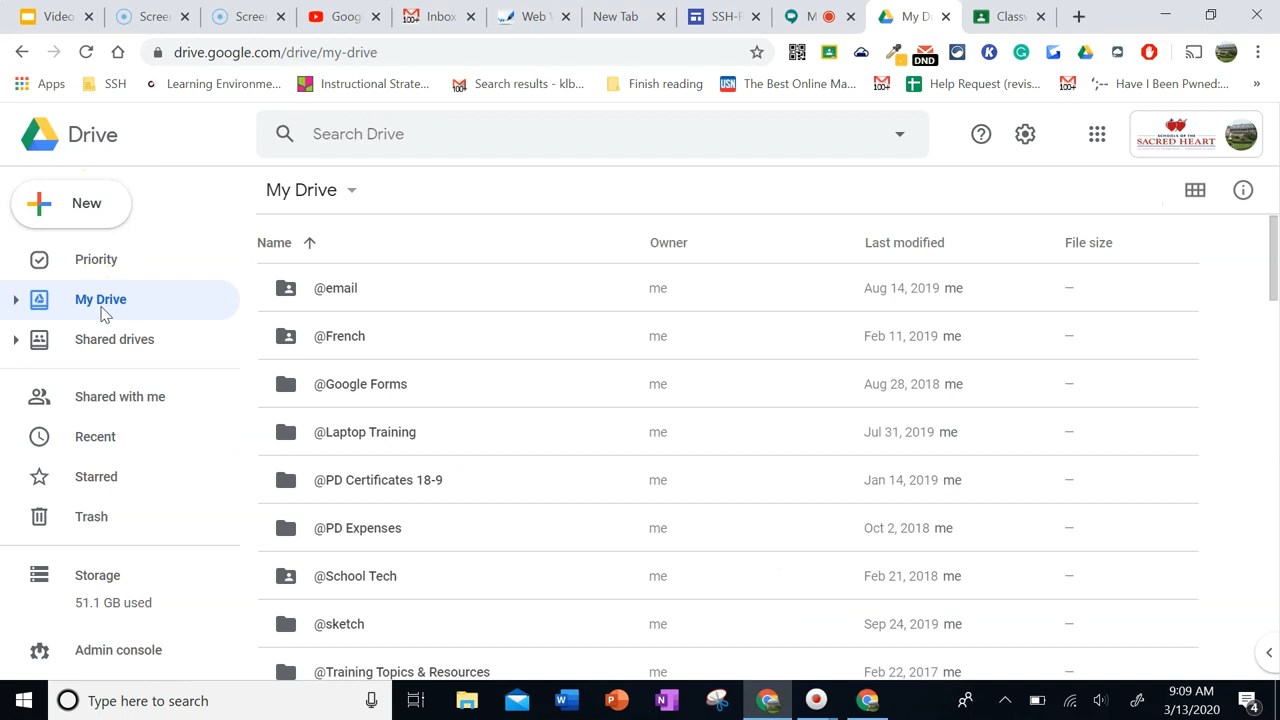 Video
Screen
Screen
Goog
Inbox
Web
New Tab
SSH-F
M
My D
Classw
drive.google.com/drive/my-drive
DND
Apps
SSH
Learning Environme...
Instructional Strate...
Search results - klb...
Finish reading
The Best Online Ma...
Help Request (revis...
Have I Been Pwned:...
Drive
Search Drive
SCHOOLS OF THE
SACRED HEART
New
My Drive
Priority
My Drive
Shared drives
Shared with me
Recent
Starred
Trash
Storage
51.1 GB used
Admin console
Name Owner Last modified File size
@email me Aug 14, 2019 me –
@French me Feb 11, 2019 me –
@Google Forms me Aug 28, 2018 me –
@Laptop Training me Jul 31, 2019 me –
@PD Certificates 18-9 me Jan 14, 2019 me –
@PD Expenses me Oct 2, 2018 me –
@School Tech me Feb 21, 2018 me –
@sketch me Sep 24, 2019 me –
@Training Topics & Resources me Feb 22, 2017 me –
Type here to search
9:09 AM
3/13/2020
4